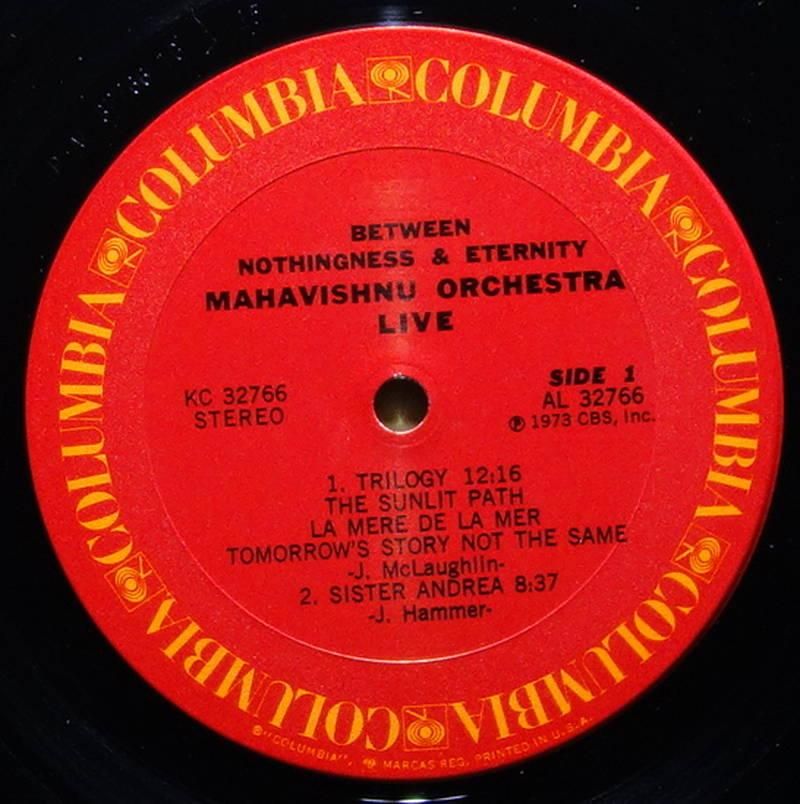 COLUMBIA COLUMBIA COLUMBIA COLUMBIA COLUMBIA COLUMBIA COLUMBIA
BETWEEN
NOTHINGNESS & ETERNITY
MAHAVISHNU ORCHESTRA
LIVE
KC 32766
STEREO
SIDE 1
AL 32766
℗ 1973 CBS, Inc.
1. TRILOGY 12:16
THE SUNLIT PATH
LA MERE DE LA MER
TOMORROW'S STORY NOT THE SAME
-J. McLaughlin-
2. SISTER ANDREA 8:37
-J. Hammer-
®"COLUMBIA", MARCAS REG. PRINTED IN U.S.A.